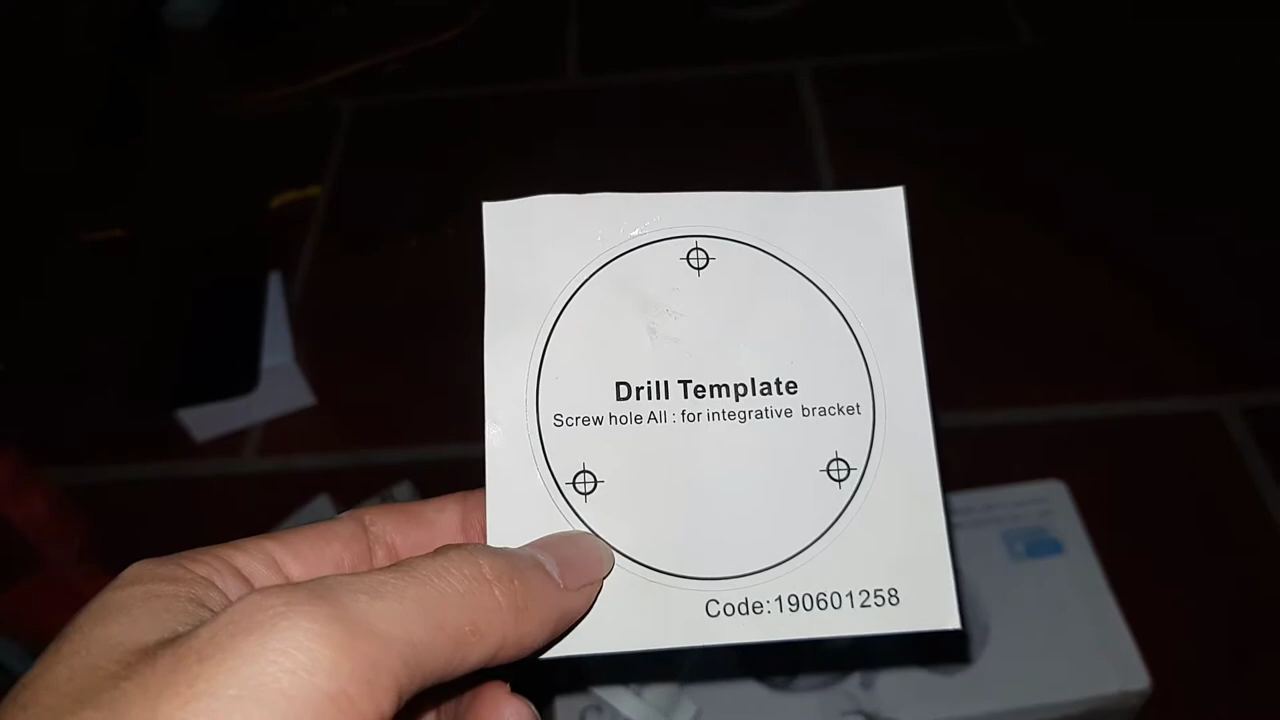 Drill Template
Screw hole All : for integrative bracket
Code:190601258